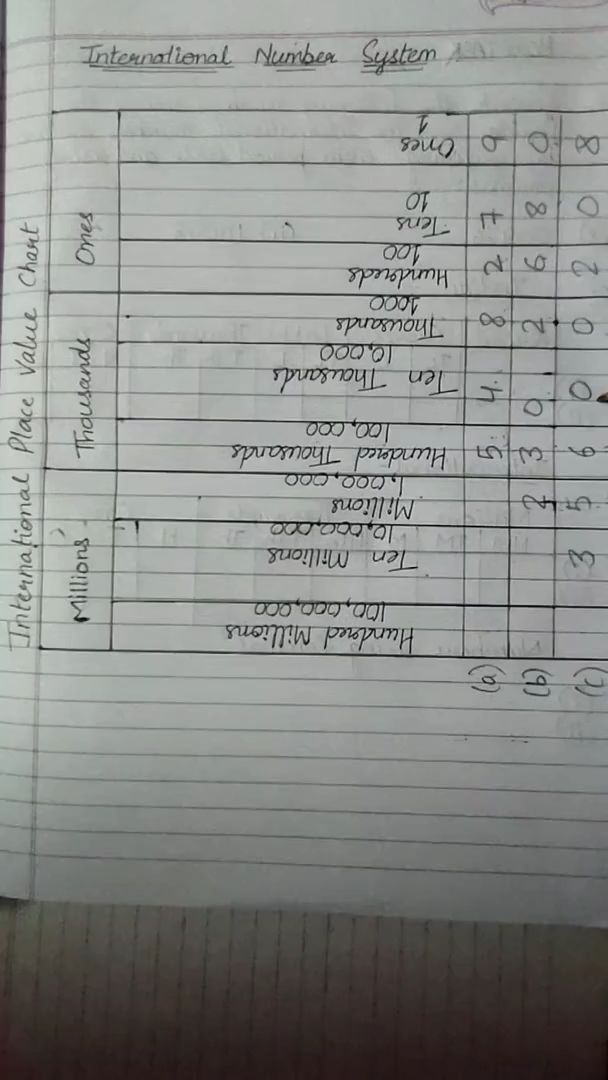 International Number System
International Place Value Chart
Millions Thousands Ones
Hundred Millions 100,000,000 Ten Millions 10,000,000 Millions 1,000,000 Hundred Thousands 100,000 Ten Thousands 10,000 Thousands 1000 Hundereds 100 Tens 10 Ones 1
(a) 5 4 8 2 7
(b) 2 3 0 2 6 8 0
(c) 3 5 6 0 0 2 0 8